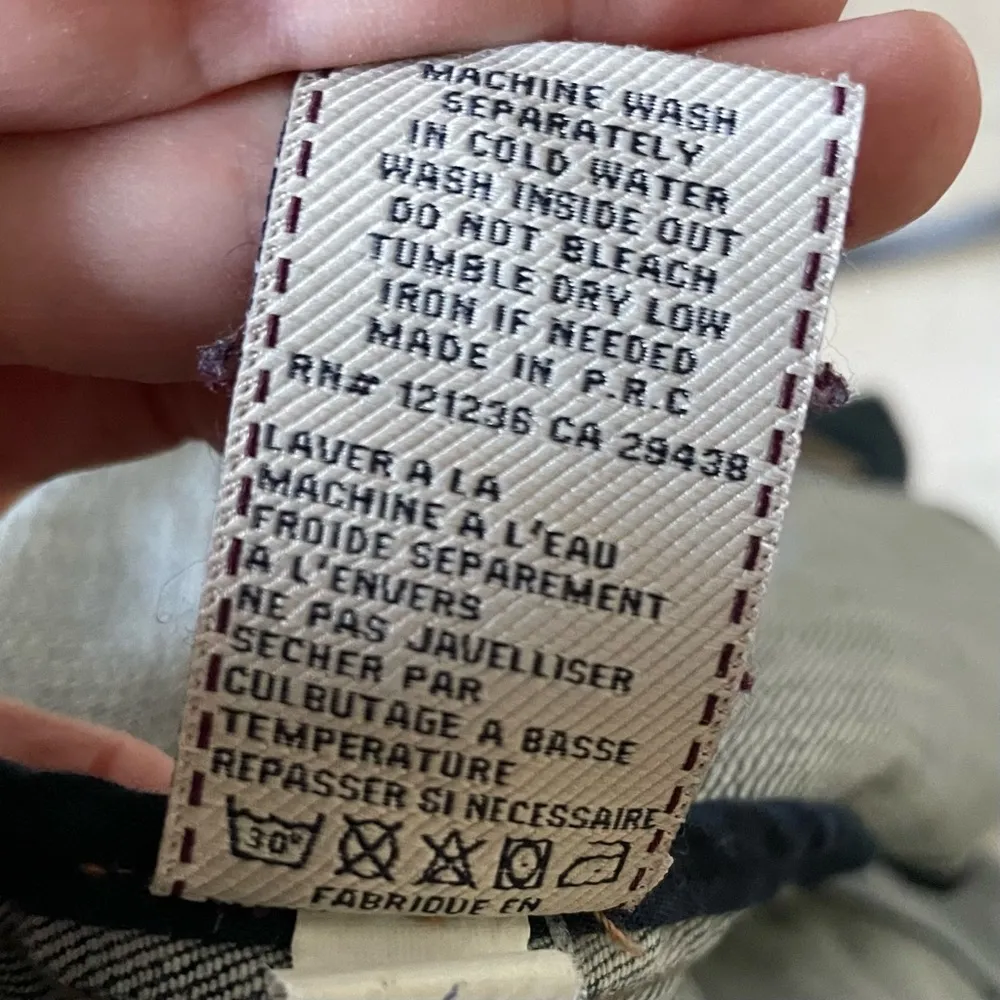 MACHINE WASH
SEPARATELY
IN COLD WATER
WASH INSIDE OUT
DO NOT BLEACH
TUMBLE DRY LOW
IRON IF NEEDED
MADE IN P.R.C
RN# 121236 CA 29438
LAVER A LA
MACHINE A L'EAU
FROIDE SEPAREMENT
A L'ENVERS
NE PAS JAVELLISER
SECHER PAR
CULBUTAGE A BASSE
TEMPERATURE
REPASSER SI NECESSAIRE
30°
FABRIQUE EN